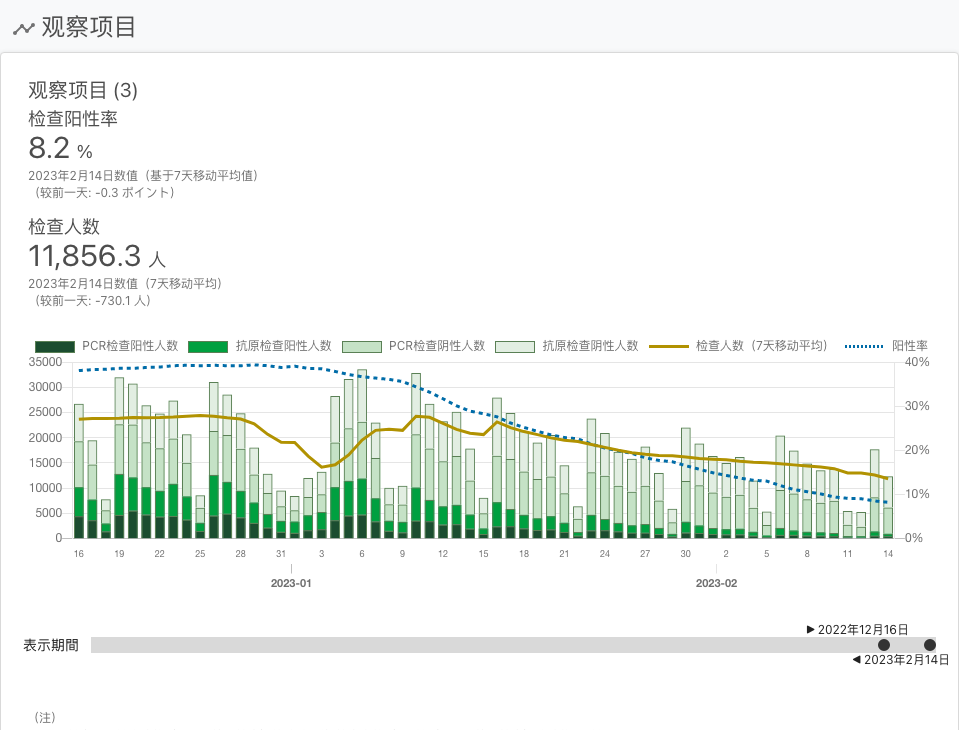 观察项目
观察项目 (3)
检查阳性率
8.2 %
2023年2月14日数值（基于7天移动平均值）
（较前一天: -0.3 ポイント）
检查人数
11,856.3 人
2023年2月14日数值（7天移动平均）
（较前一天: -730.1 人）
PCR检查阳性人数 抗原检查阳性人数 PCR检查阴性人数 抗原检查阴性人数 检查人数（7天移动平均） 阳性率
35000 40%
30000
25000 30%
20000
20%
15000
10000 10%
5000
0 0%
16 19 22 25 28 31 3 6 9 12 15 18 21 24 27 30 2 5 8 11 14
2023-01 2023-02
▶ 2022年12月16日
表示期間
◀ 2023年2月14日
（注）